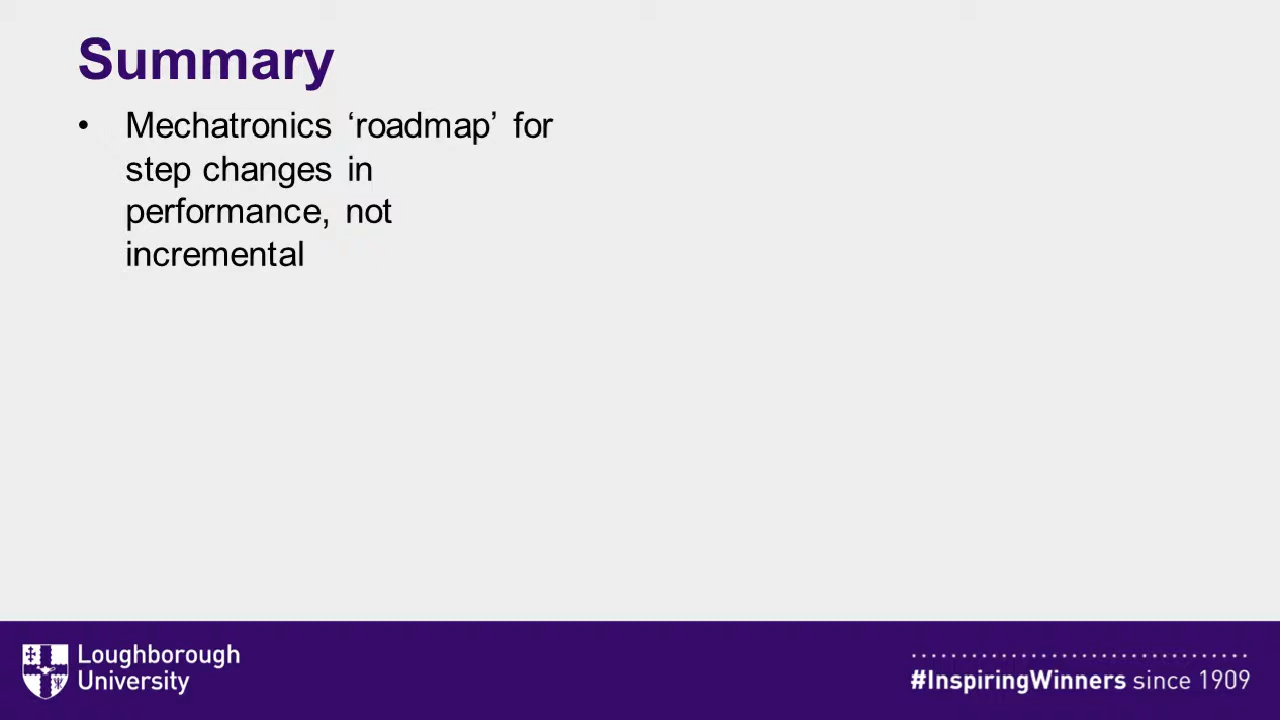 Summary
• Mechatronics ‘roadmap’ for
step changes in
performance, not
incremental
Loughborough
University
#InspiringWinners since 1909